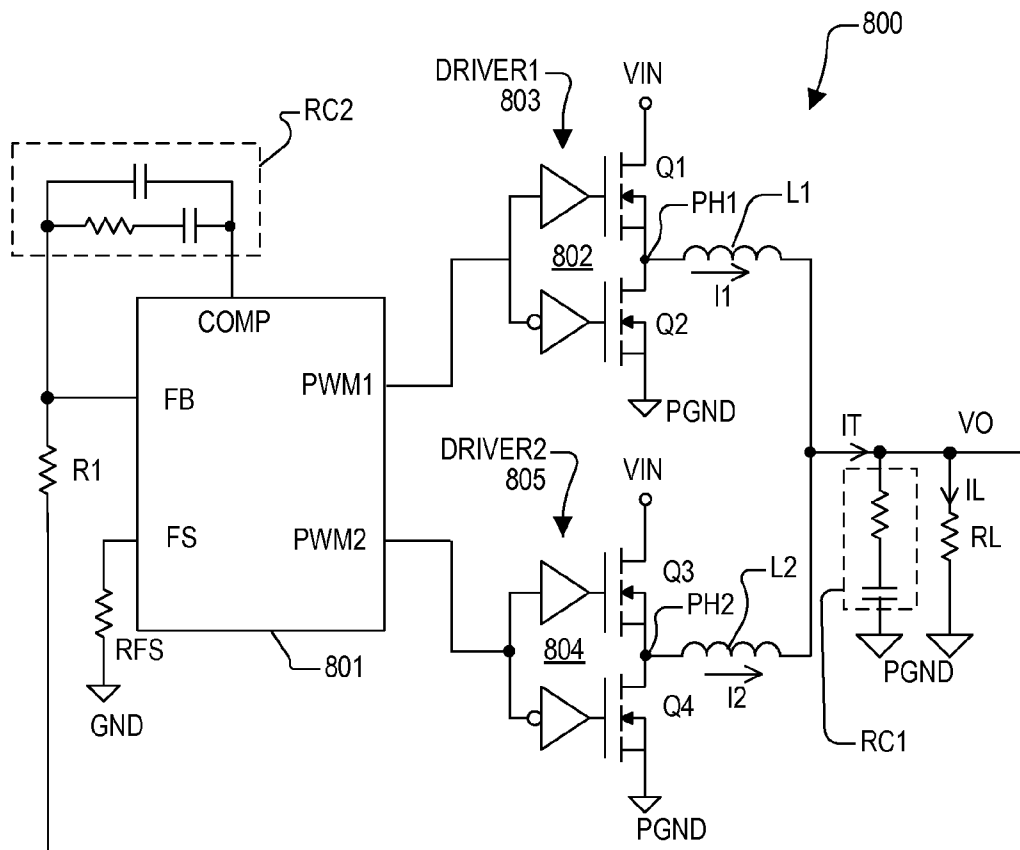 800
DRIVER1
803
VIN
RC2
Q1
PH1
L1
802
I1
Q2
COMP
PWM1
FB
PGND
R1
DRIVER2
805
VIN
IT
VO
IL
RL
FS
PWM2
Q3
PH2
L2
RFS
801
804
I2
Q4
PGND
GND
RC1
PGND